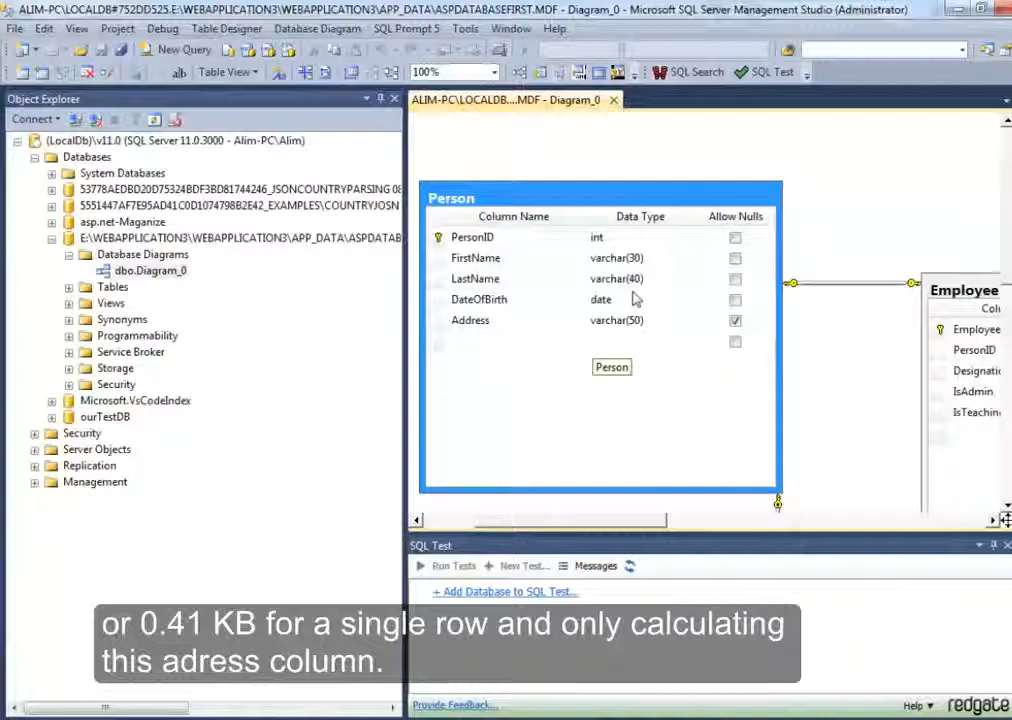 ALIM-PC\LOCALDB#752DD525.E:\WEBAPPLICATION3\WEBAPPLICATION3\APP_DATA\ASPDATABASEFIRST.MDF - Diagram_0 - Microsoft SQL Server Management Studio (Administrator)
File Edit View Project Debug Table Designer Database Diagram SQL Prompt 5 Tools Window Help
New Query
Table View 100% SQL Search SQL Test
Object Explorer
ALIM-PC\LOCALDB....MDF - Diagram_0
Connect
(LocalDb)\v11.0 (SQL Server 11.0.3000 - Alim-PC\Alim)
Databases
System Databases
53778AEDBD20D75324BDF3BD81744246_JSONCOUNTRYPARSING 08
5551447AF7E95AD41C0D1074798B2E42_EXAMPLES\COUNTRYJOSN
asp.net-Maganize
E:\WEBAPPLICATION3\WEBAPPLICATION3\APP_DATA\ASPDATAB
Database Diagrams
dbo.Diagram_0
Tables
Views
Synonyms
Programmability
Service Broker
Storage
Security
Microsoft.VsCodeIndex
ourTestDB
Security
Server Objects
Replication
Management
Person
Column Name Data Type Allow Nulls
PersonID int
FirstName varchar(30)
LastName varchar(40)
DateOfBirth date
Address varchar(50)
Person
Employee
Colu
Employee
PersonID
Designatio
IsAdmin
IsTeaching
SQL Test
Run Tests New Test... Messages
+ Add Database to SQL Test...
or 0.41 KB for a single row and only calculating
this adress column.
Provide Feedback... Help redgate